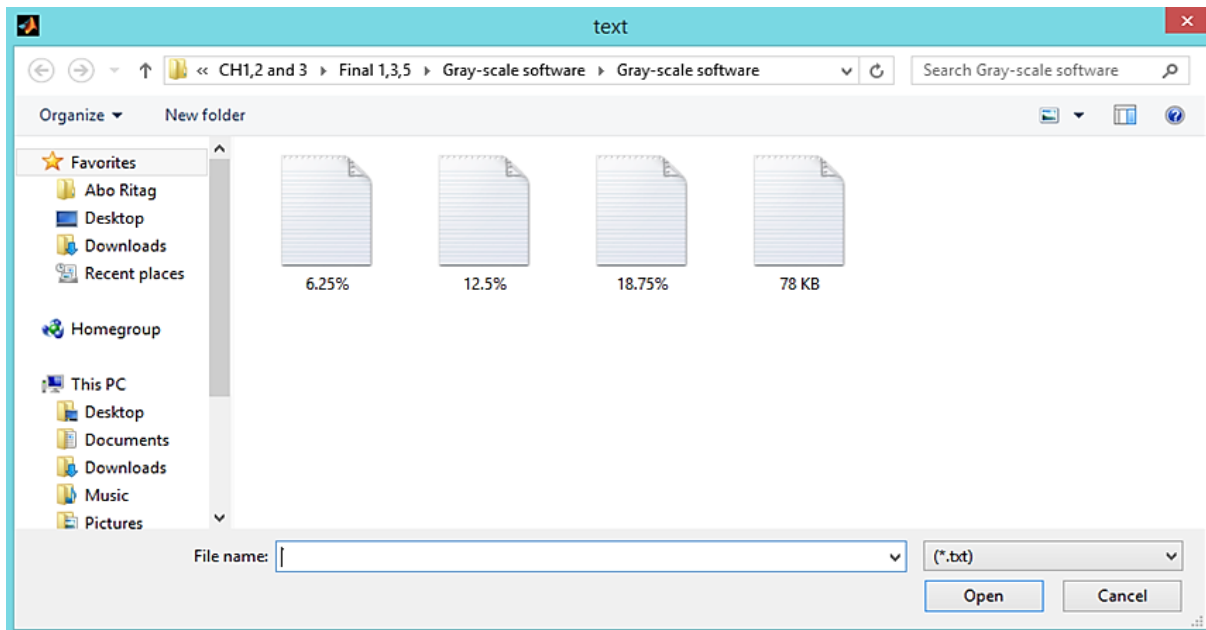 text
« CH1,2 and 3 Final 1,3,5 Gray-scale software Gray-scale software
Search Gray-scale software
Organize New folder
Favorites
Abo Ritag
Desktop
Downloads
Recent places
Homegroup
This PC
Desktop
Documents
Downloads
Music
Pictures
6.25% 12.5% 18.75% 78 KB
File name: (*.txt)
Open Cancel